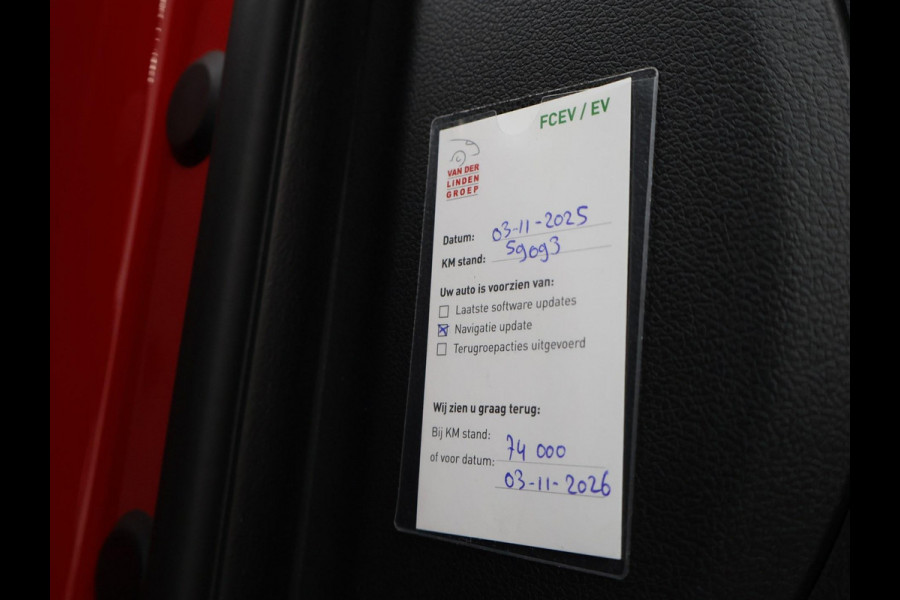 FCEV / EV
VAN DER
LINDEN
GROEP
Datum: 03-11-2025
KM stand: 59093
Uw auto is voorzien van:
Laatste software updates
Navigatie update
Terugroepacties uitgevoerd
Wij zien u graag terug:
Bij KM stand: 74 000
of voor datum: 03-11-2026